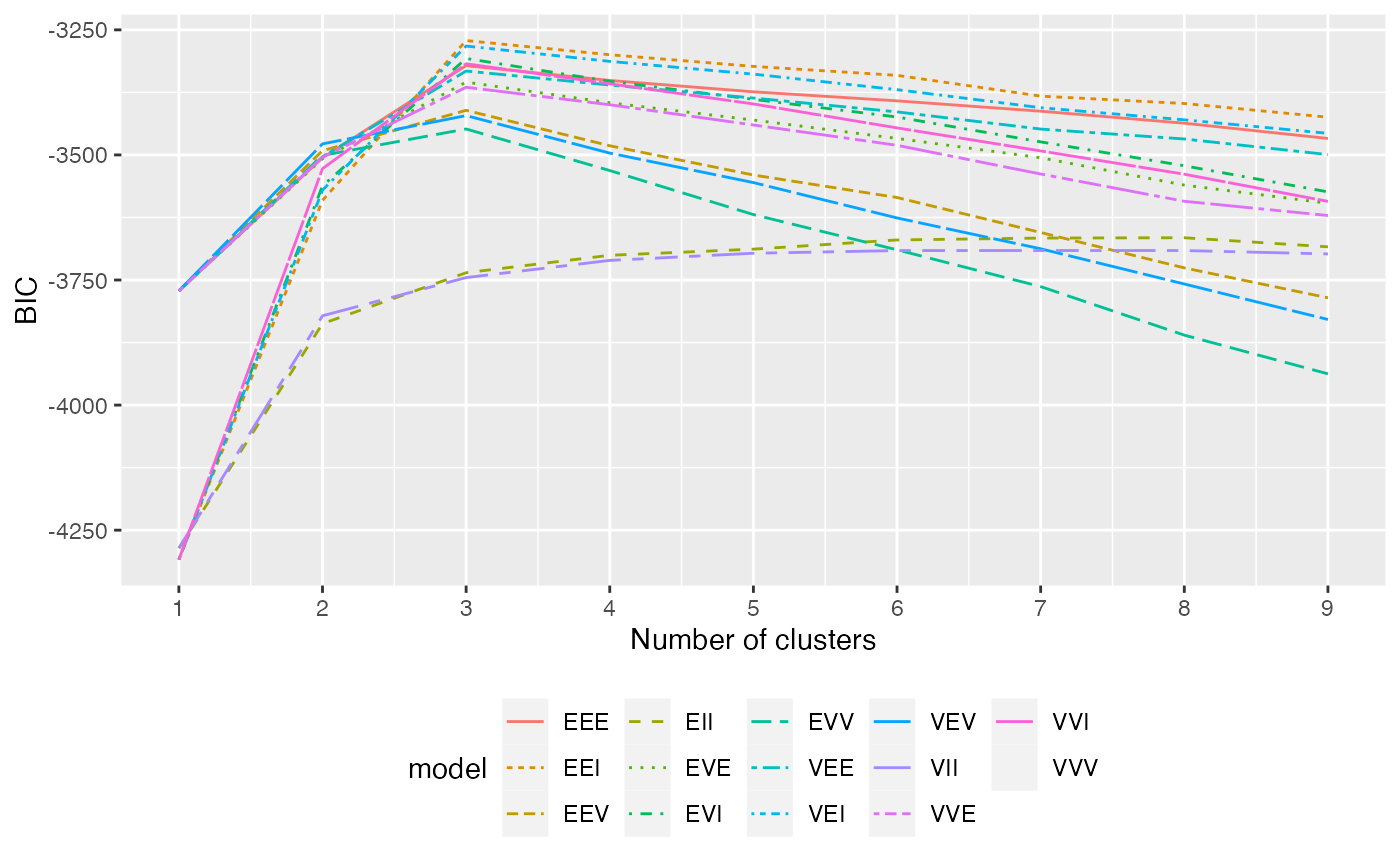 -3250
-3500
-3750
-4000
-4250
BIC
1 2 3 4 5 6 7 8 9
Number of clusters
model
EEE EII EVV VEV VVI
EEI EVE VEE VII VVV
EEV EVI VEI VVE